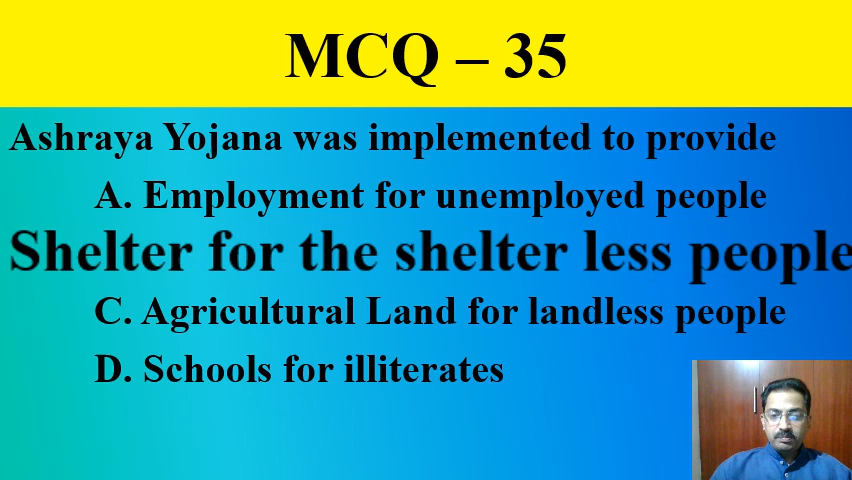 MCQ – 35
Ashraya Yojana was implemented to provide
A. Employment for unemployed people
Shelter for the shelter less people
C. Agricultural Land for landless people
D. Schools for illiterates